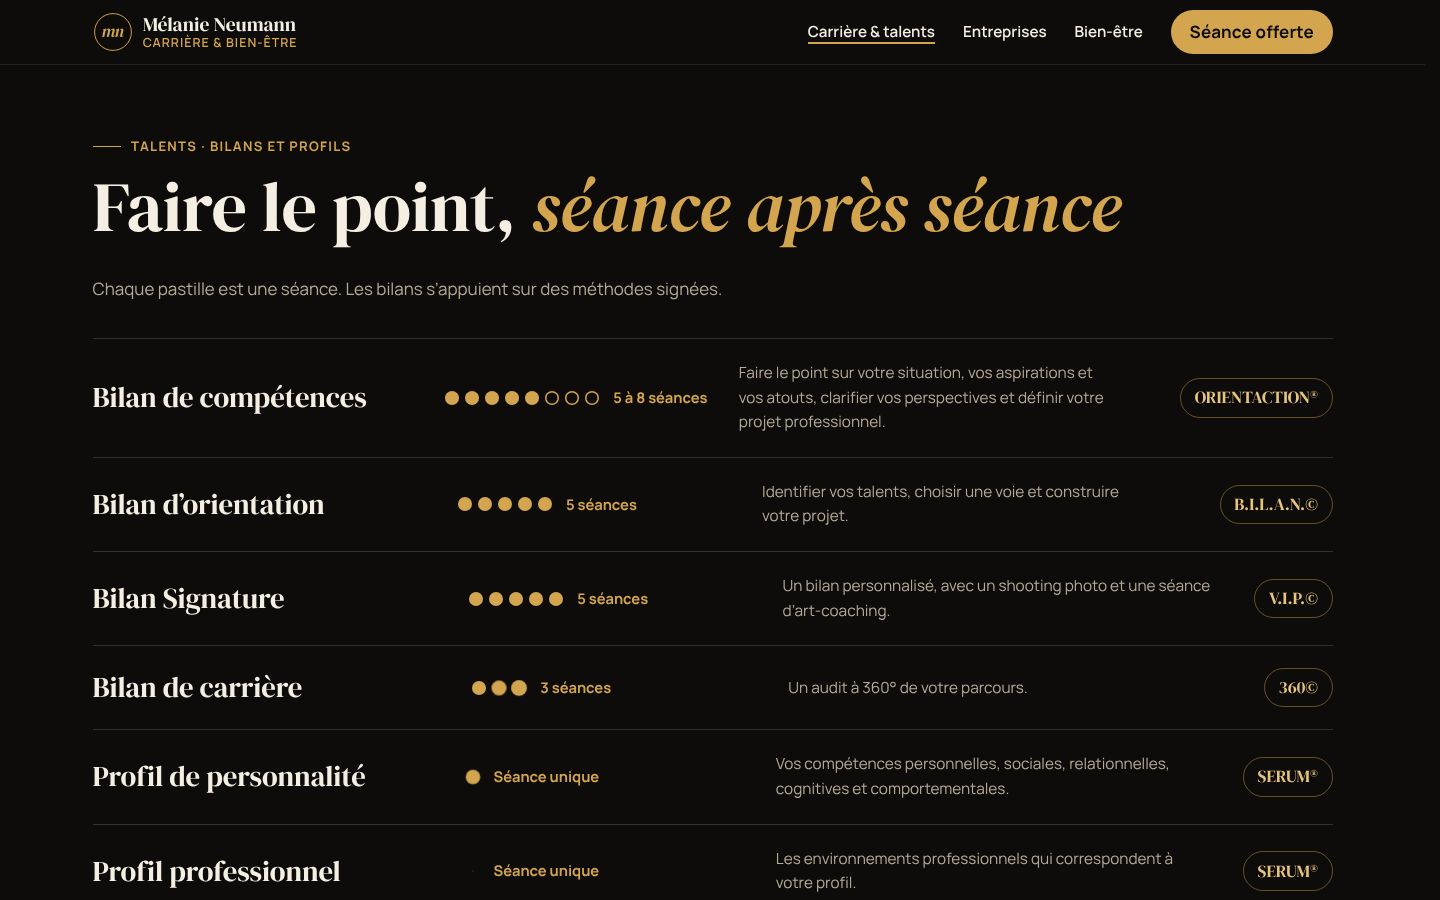 mn
Mélanie Neumann
CARRIÈRE & BIEN-ÊTRE
Carrière & talents
Entreprises
Bien-être
Séance offerte
TALENTS · BILANS ET PROFILS
Faire le point, séance après séance
Chaque pastille est une séance. Les bilans s'appuient sur des méthodes signées.
Bilan de compétences
5 à 8 séances
Faire le point sur votre situation, vos aspirations et
vos atouts, clarifier vos perspectives et définir votre
projet professionnel.
ORIENTACTION®
Bilan d’orientation
5 séances
Identifier vos talents, choisir une voie et construire
votre projet.
B.I.L.A.N.©
Bilan Signature
5 séances
Un bilan personnalisé, avec un shooting photo et une séance
d'art-coaching.
V.I.P.©
Bilan de carrière
3 séances
Un audit à 360° de votre parcours.
360©
Profil de personnalité
Séance unique
Vos compétences personnelles, sociales, relationnelles,
cognitives et comportementales.
SERUM®
Profil professionnel
Séance unique
Les environnements professionnels qui correspondent à
votre profil.
SERUM®